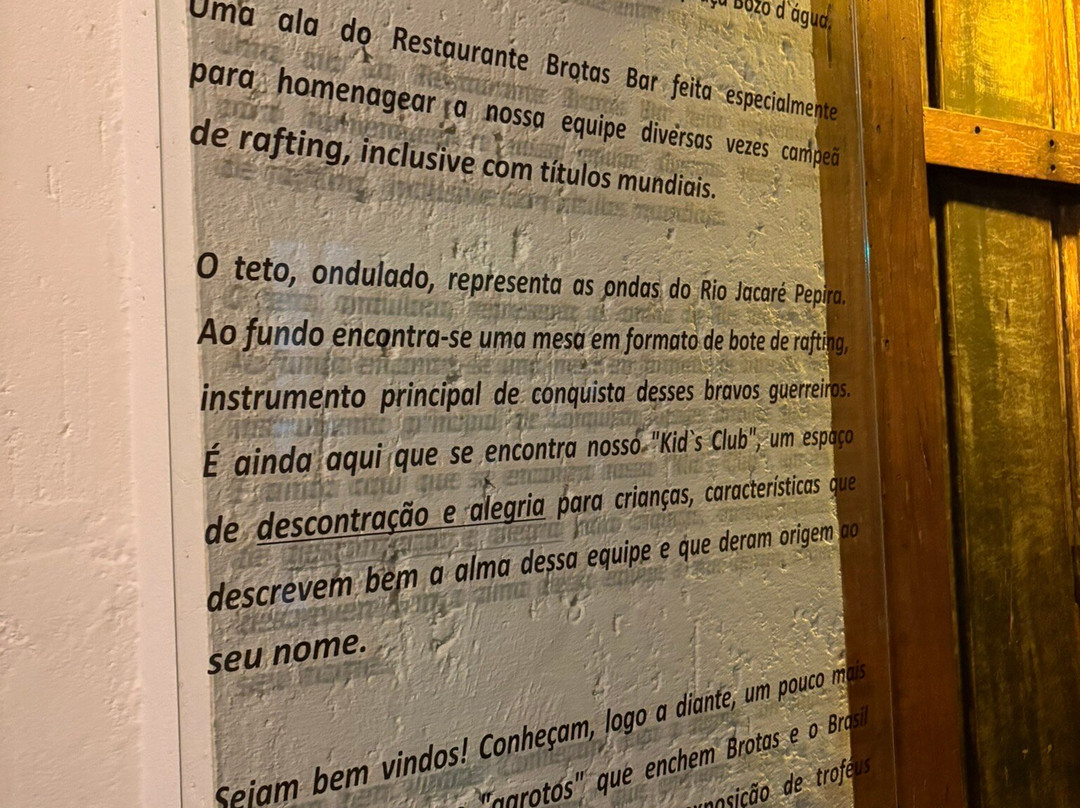 Bozo d'água.
Uma ala do Restaurante Brotas Bar feita especialmente
para homenagear a nossa equipe diversas vezes campeã
de rafting, inclusive com títulos mundiais.
O teto, ondulado, representa as ondas do Rio Jacaré Pepira.
Ao fundo encontra-se uma mesa em formato de bote de rafting,
instrumento principal de conquista desses bravos guerreiros.
É ainda aqui que se encontra nosso "Kid`s Club", um espaço
de descontração e alegria para crianças, características que
descrevem bem a alma dessa equipe e que deram origem ao
seu nome.
Sejam bem vindos! Conheçam, logo a diante, um pouco mais
"garotos" que enchem Brotas e o Brasil
de troféus